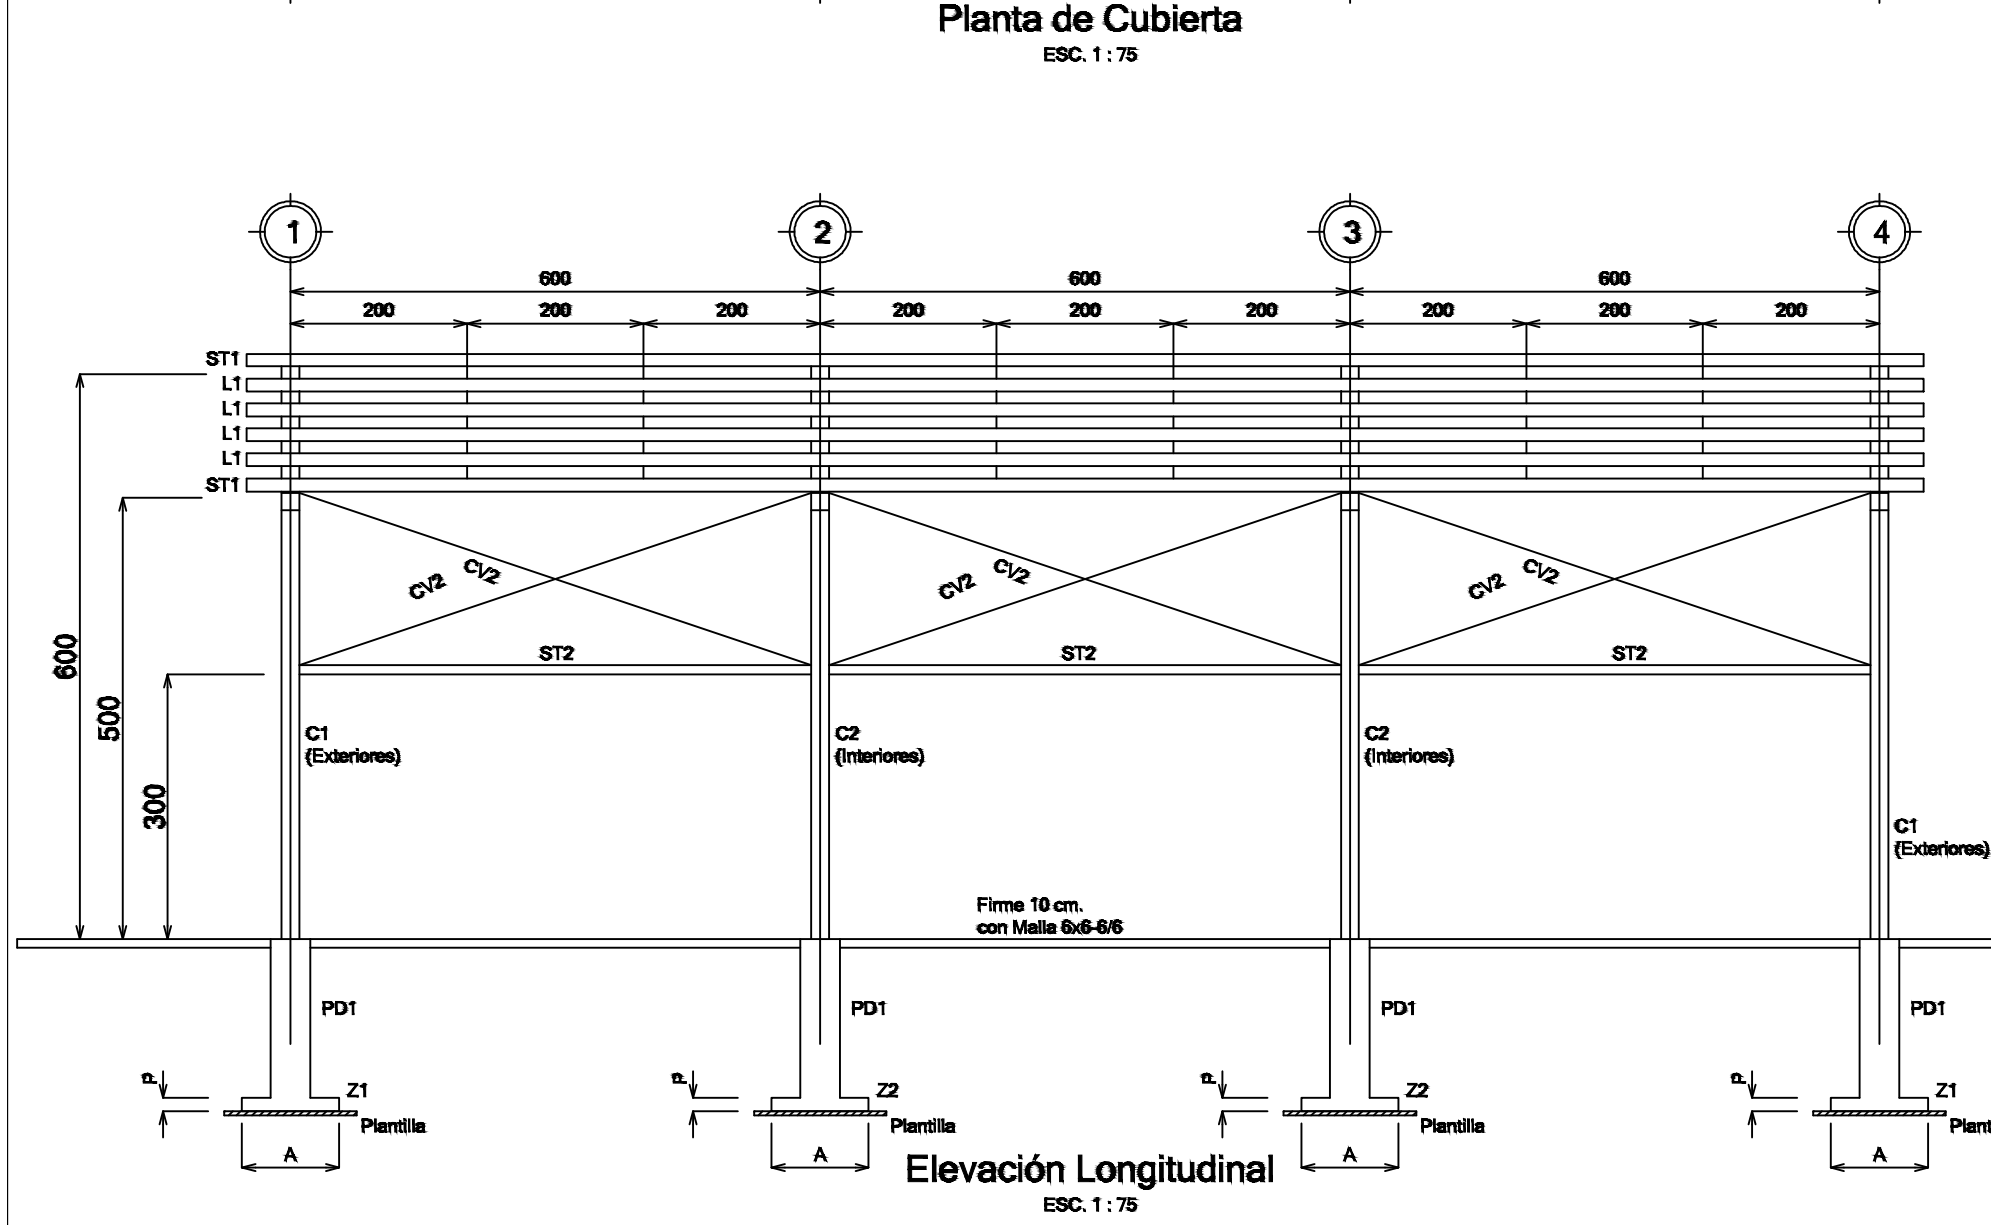 Planta de Cubierta
ESC. 1 : 75
1 2 3 4
600 600 600
200 200 200 200 200 200 200 200 200
ST1
L1
L1
L1
L1
ST1
CV2 CV2 CV2 CV2 CV2 CV2
ST2 ST2 ST2
600
500
300
C1
(Exteriores)
C2
(Interiores)
C2
(Interiores)
C1
(Exteriores)
Firme 10 cm.
con Malla 6x6-6/6
PD1 PD1 PD1 PD1
Z1 Z2 Z2 Z1
Plantilla Plantilla Plantilla Plant
A A A A
Elevación Longitudinal
ESC. 1 : 75